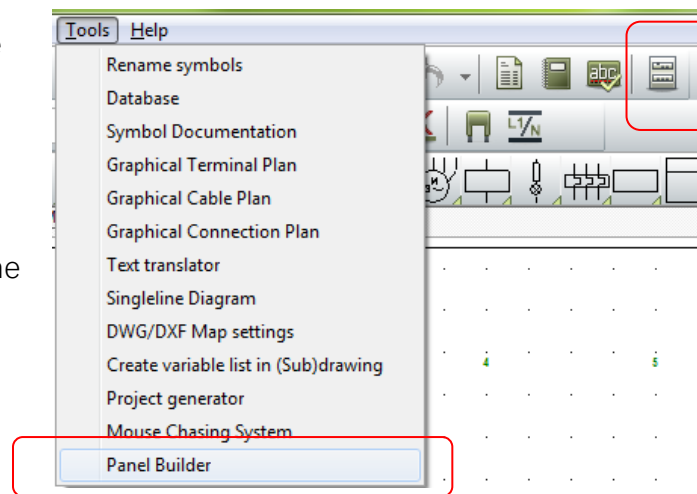 Tools Help
Rename symbols
Database
Symbol Documentation
Graphical Terminal Plan
Graphical Cable Plan
Graphical Connection Plan
Text translator
Singleline Diagram
DWG/DXF Map settings
Create variable list in (Sub)drawing
Project generator
Mouse Chasing System
Panel Builder
abc
L1/N
4 5